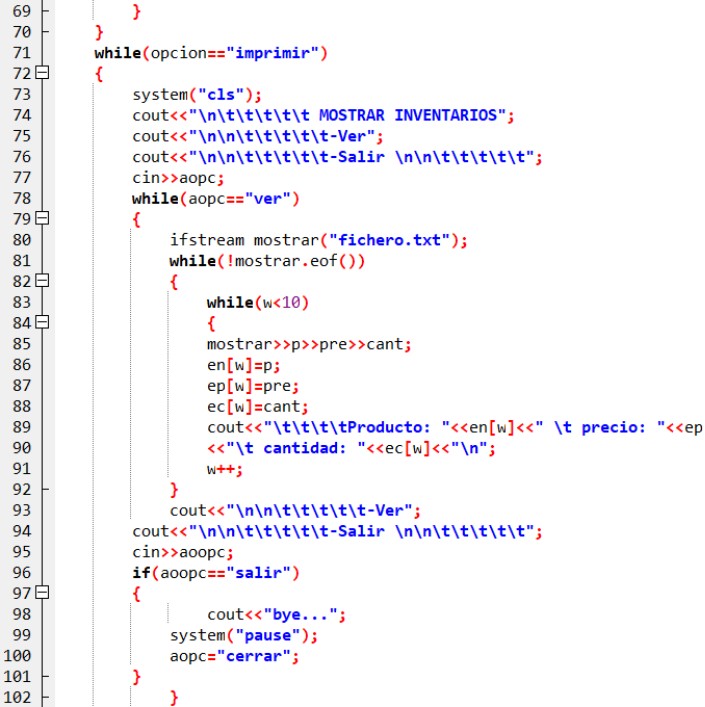 69 }
70 }
71 while(opcion=="imprimir")
72 {
73 system("cls");
74 cout<<"\n\t\t\t\t\t MOSTRAR INVENTARIOS";
75 cout<<"\n\n\t\t\t\t\t-Ver";
76 cout<<"\n\n\t\t\t\t\t-Salir \n\n\t\t\t\t\t";
77 cin>>aopc;
78 while(aopc=="ver")
79 {
80 ifstream mostrar("fichero.txt");
81 while(!mostrar.eof())
82 {
83 while(w<10)
84 {
85 mostrar>>p>>pre>>cant;
86 en[w]=p;
87 ep[w]=pre;
88 ec[w]=cant;
89 cout<<"\t\t\t\tProducto: "<<en[w]<<" \t precio: "<<ep
90 <<"\t cantidad: "<<ec[w]<<"\n";
91 w++;
92 }
93 cout<<"\n\n\t\t\t\t\t-Ver";
94 cout<<"\n\n\t\t\t\t\t-Salir \n\n\t\t\t\t\t";
95 cin>>aoopc;
96 if(aoopc=="salir")
97 {
98 cout<<"bye...";
99 system("pause");
100 aopc="cerrar";
101 }
102 }